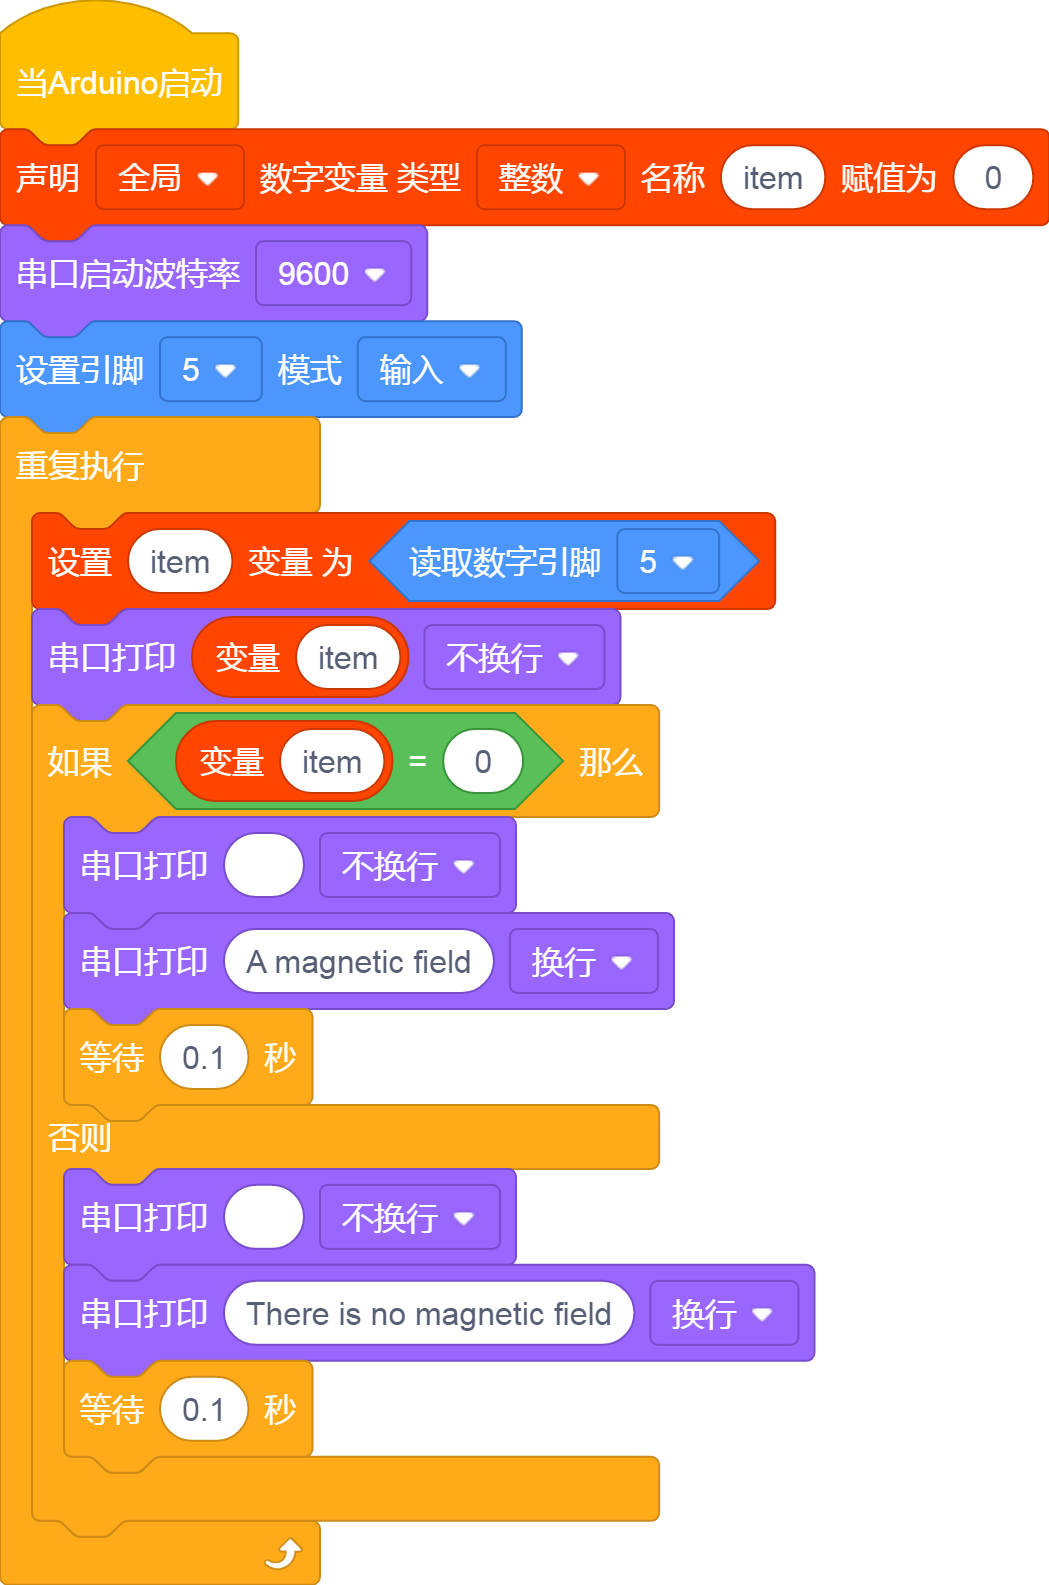 当Arduino启动
声明 全局 数字变量 类型 整数 名称 item 赋值为 0
串口启动波特率 9600
设置引脚 5 模式 输入
重复执行
设置 item 变量 为 读取数字引脚 5
串口打印 变量 item 不换行
如果 变量 item = 0 那么
串口打印 不换行
串口打印 A magnetic field 换行
等待 0.1 秒
否则
串口打印 不换行
串口打印 There is no magnetic field 换行
等待 0.1 秒